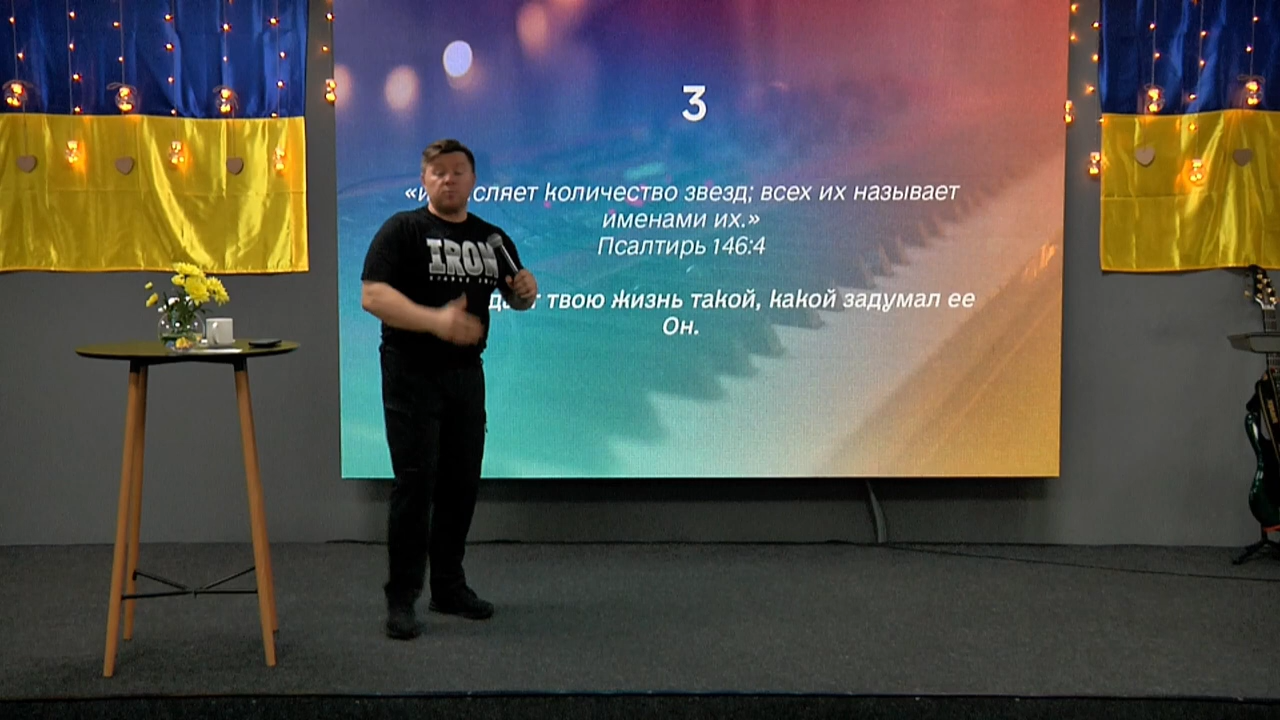 3
сляет количество звезд; всех их называет
именами их.»
Псалтирь 146:4
твою жизнь такой, какой задумал ее
Он.
IRON